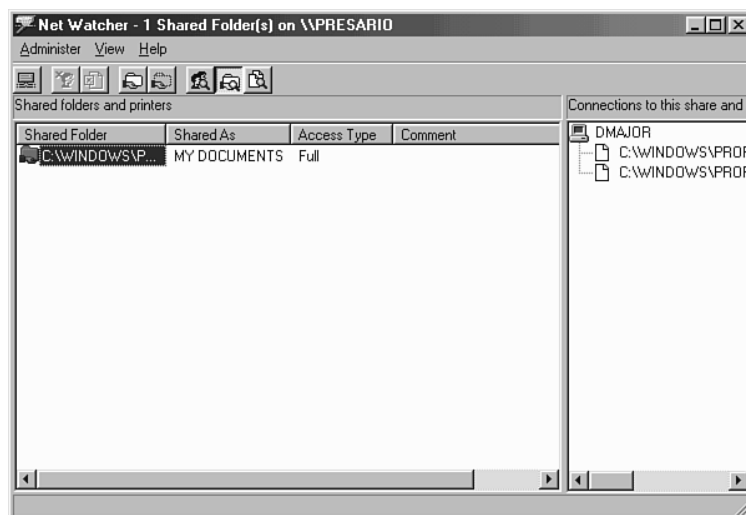 Net Watcher - 1 Shared Folder(s) on \\PRESARIO
Administer View Help
Shared folders and printers
Connections to this share and
Shared Folder Shared As Access Type Comment
C:\WINDOWS\P... MY DOCUMENTS Full
DMAJOR
C:\WINDOWS\PROF
C:\WINDOWS\PROF